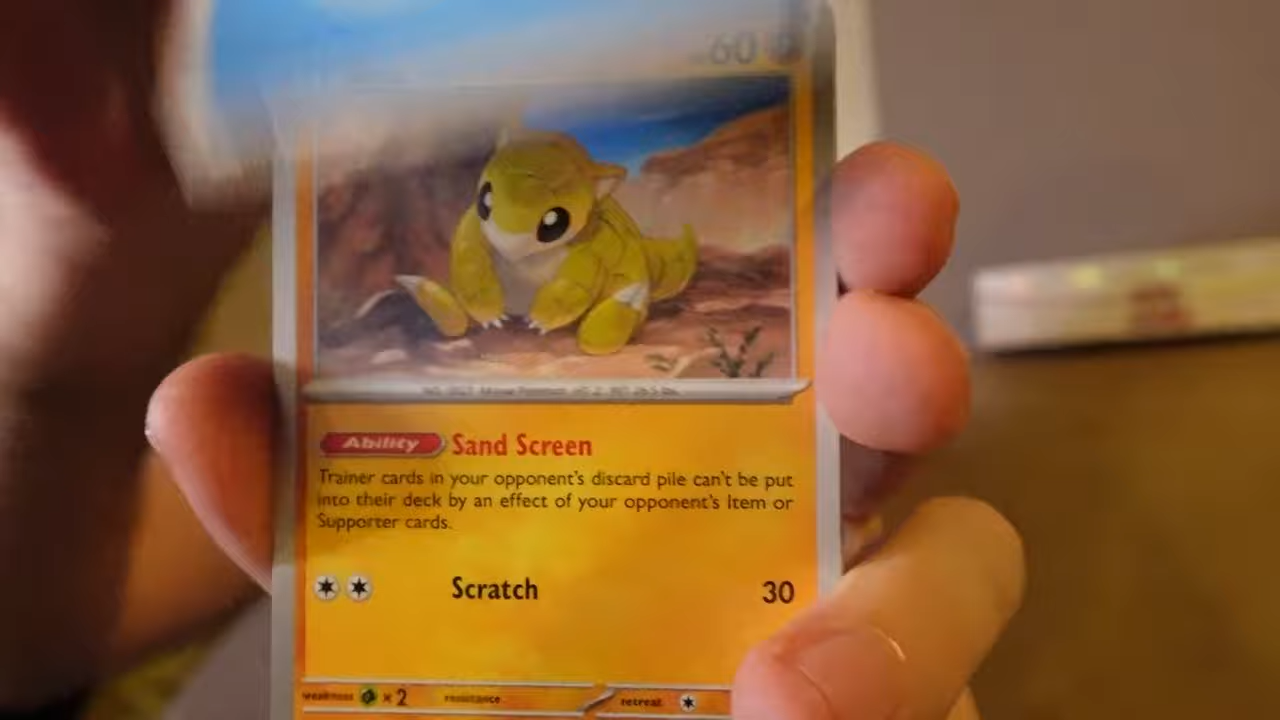 60
Ability Sand Screen
Trainer cards in your opponent's discard pile can't be put
into their deck by an effect of your opponent's Item or
Supporter cards.
Scratch 30
weakness ×2 resistance retreat